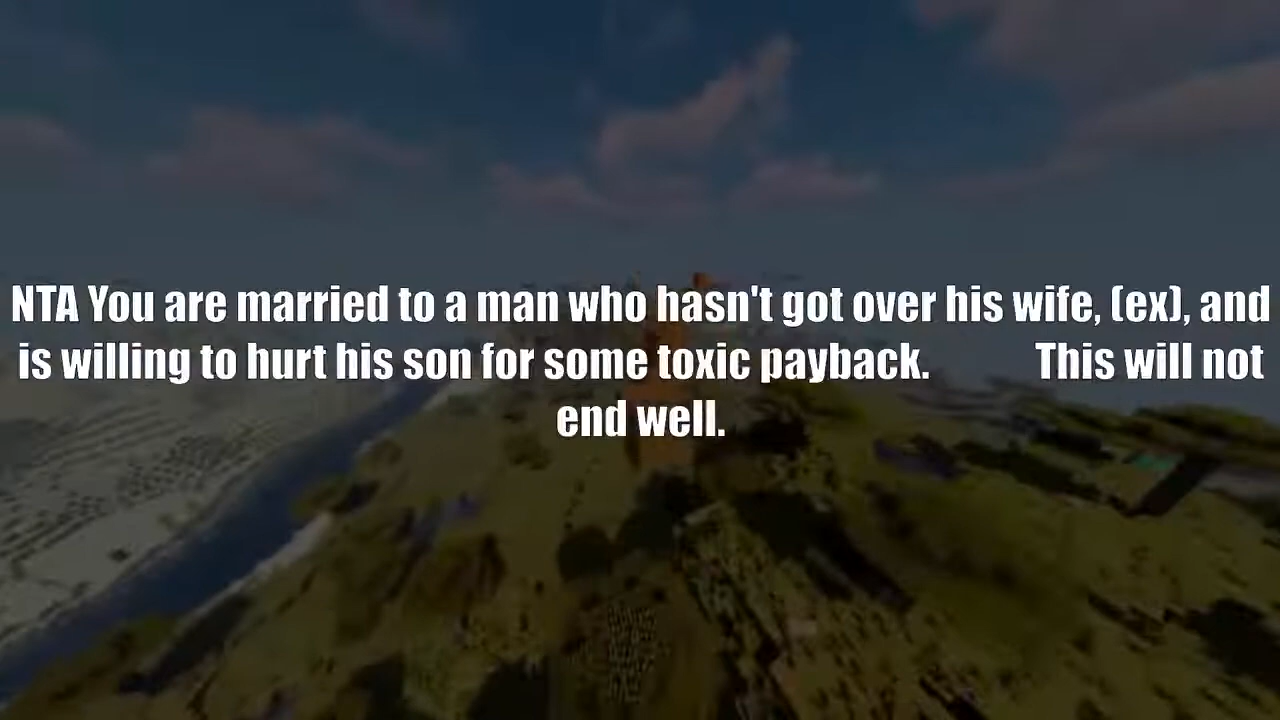 NTA You are married to a man who hasn't got over his wife, (ex), and
is willing to hurt his son for some toxic payback. This will not
end well.